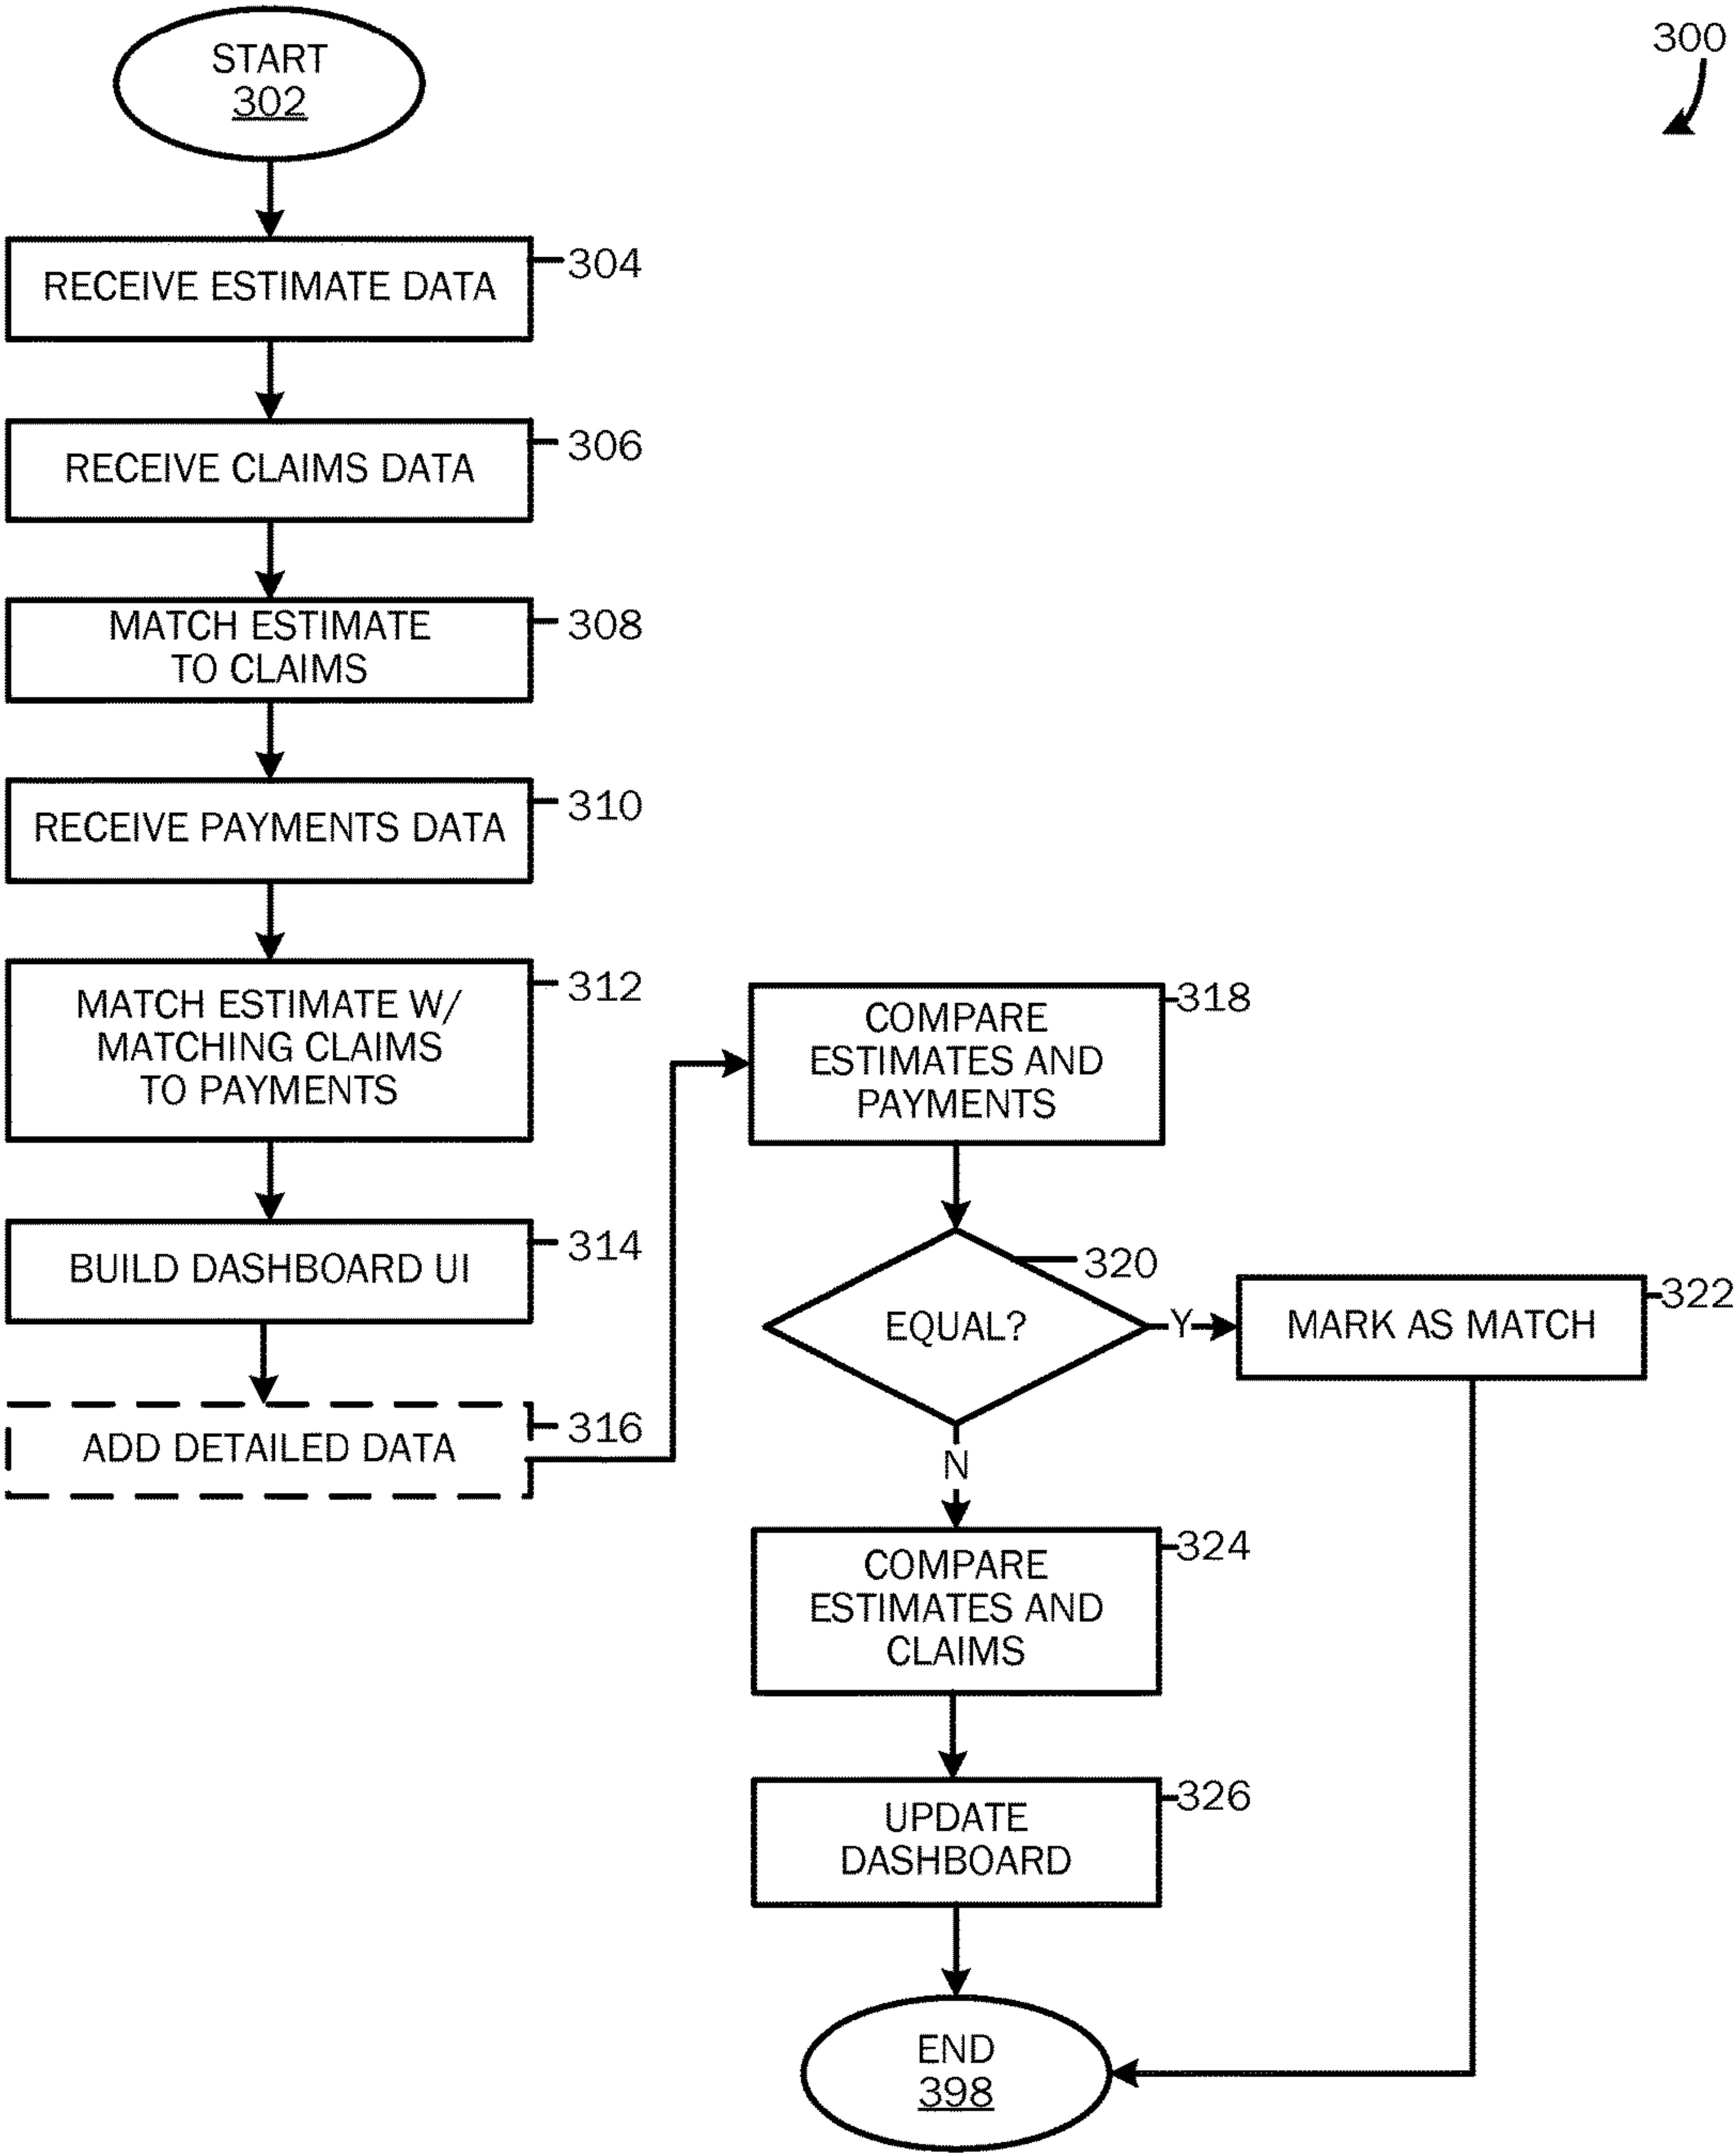 300
START
302
RECEIVE ESTIMATE DATA
304
RECEIVE CLAIMS DATA
306
MATCH ESTIMATE
TO CLAIMS
308
RECEIVE PAYMENTS DATA
310
MATCH ESTIMATE W/
MATCHING CLAIMS
TO PAYMENTS
312
BUILD DASHBOARD UI
314
ADD DETAILED DATA
316
COMPARE
ESTIMATES AND
PAYMENTS
318
EQUAL?
320
Y
MARK AS MATCH
322
N
COMPARE
ESTIMATES AND
CLAIMS
324
UPDATE
DASHBOARD
326
END
398